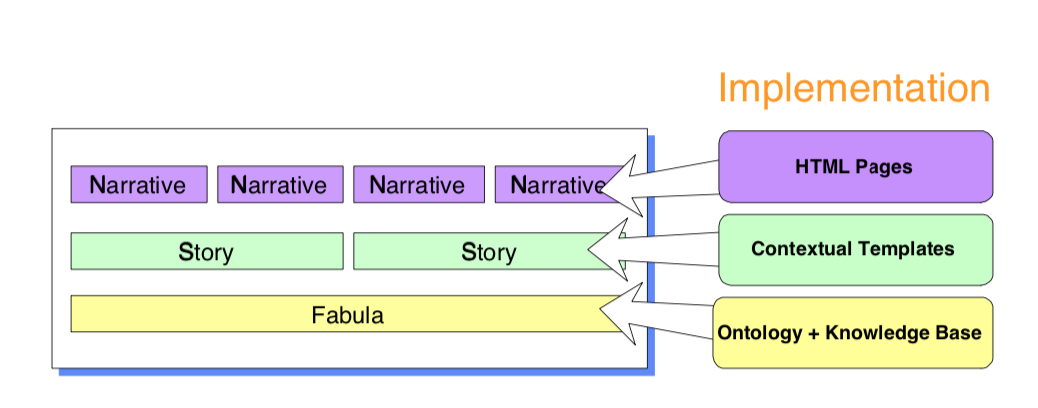 Implementation
Narrative Narrative Narrative Narrative HTML Pages
Story Story Contextual Templates
Fabula Ontology + Knowledge Base